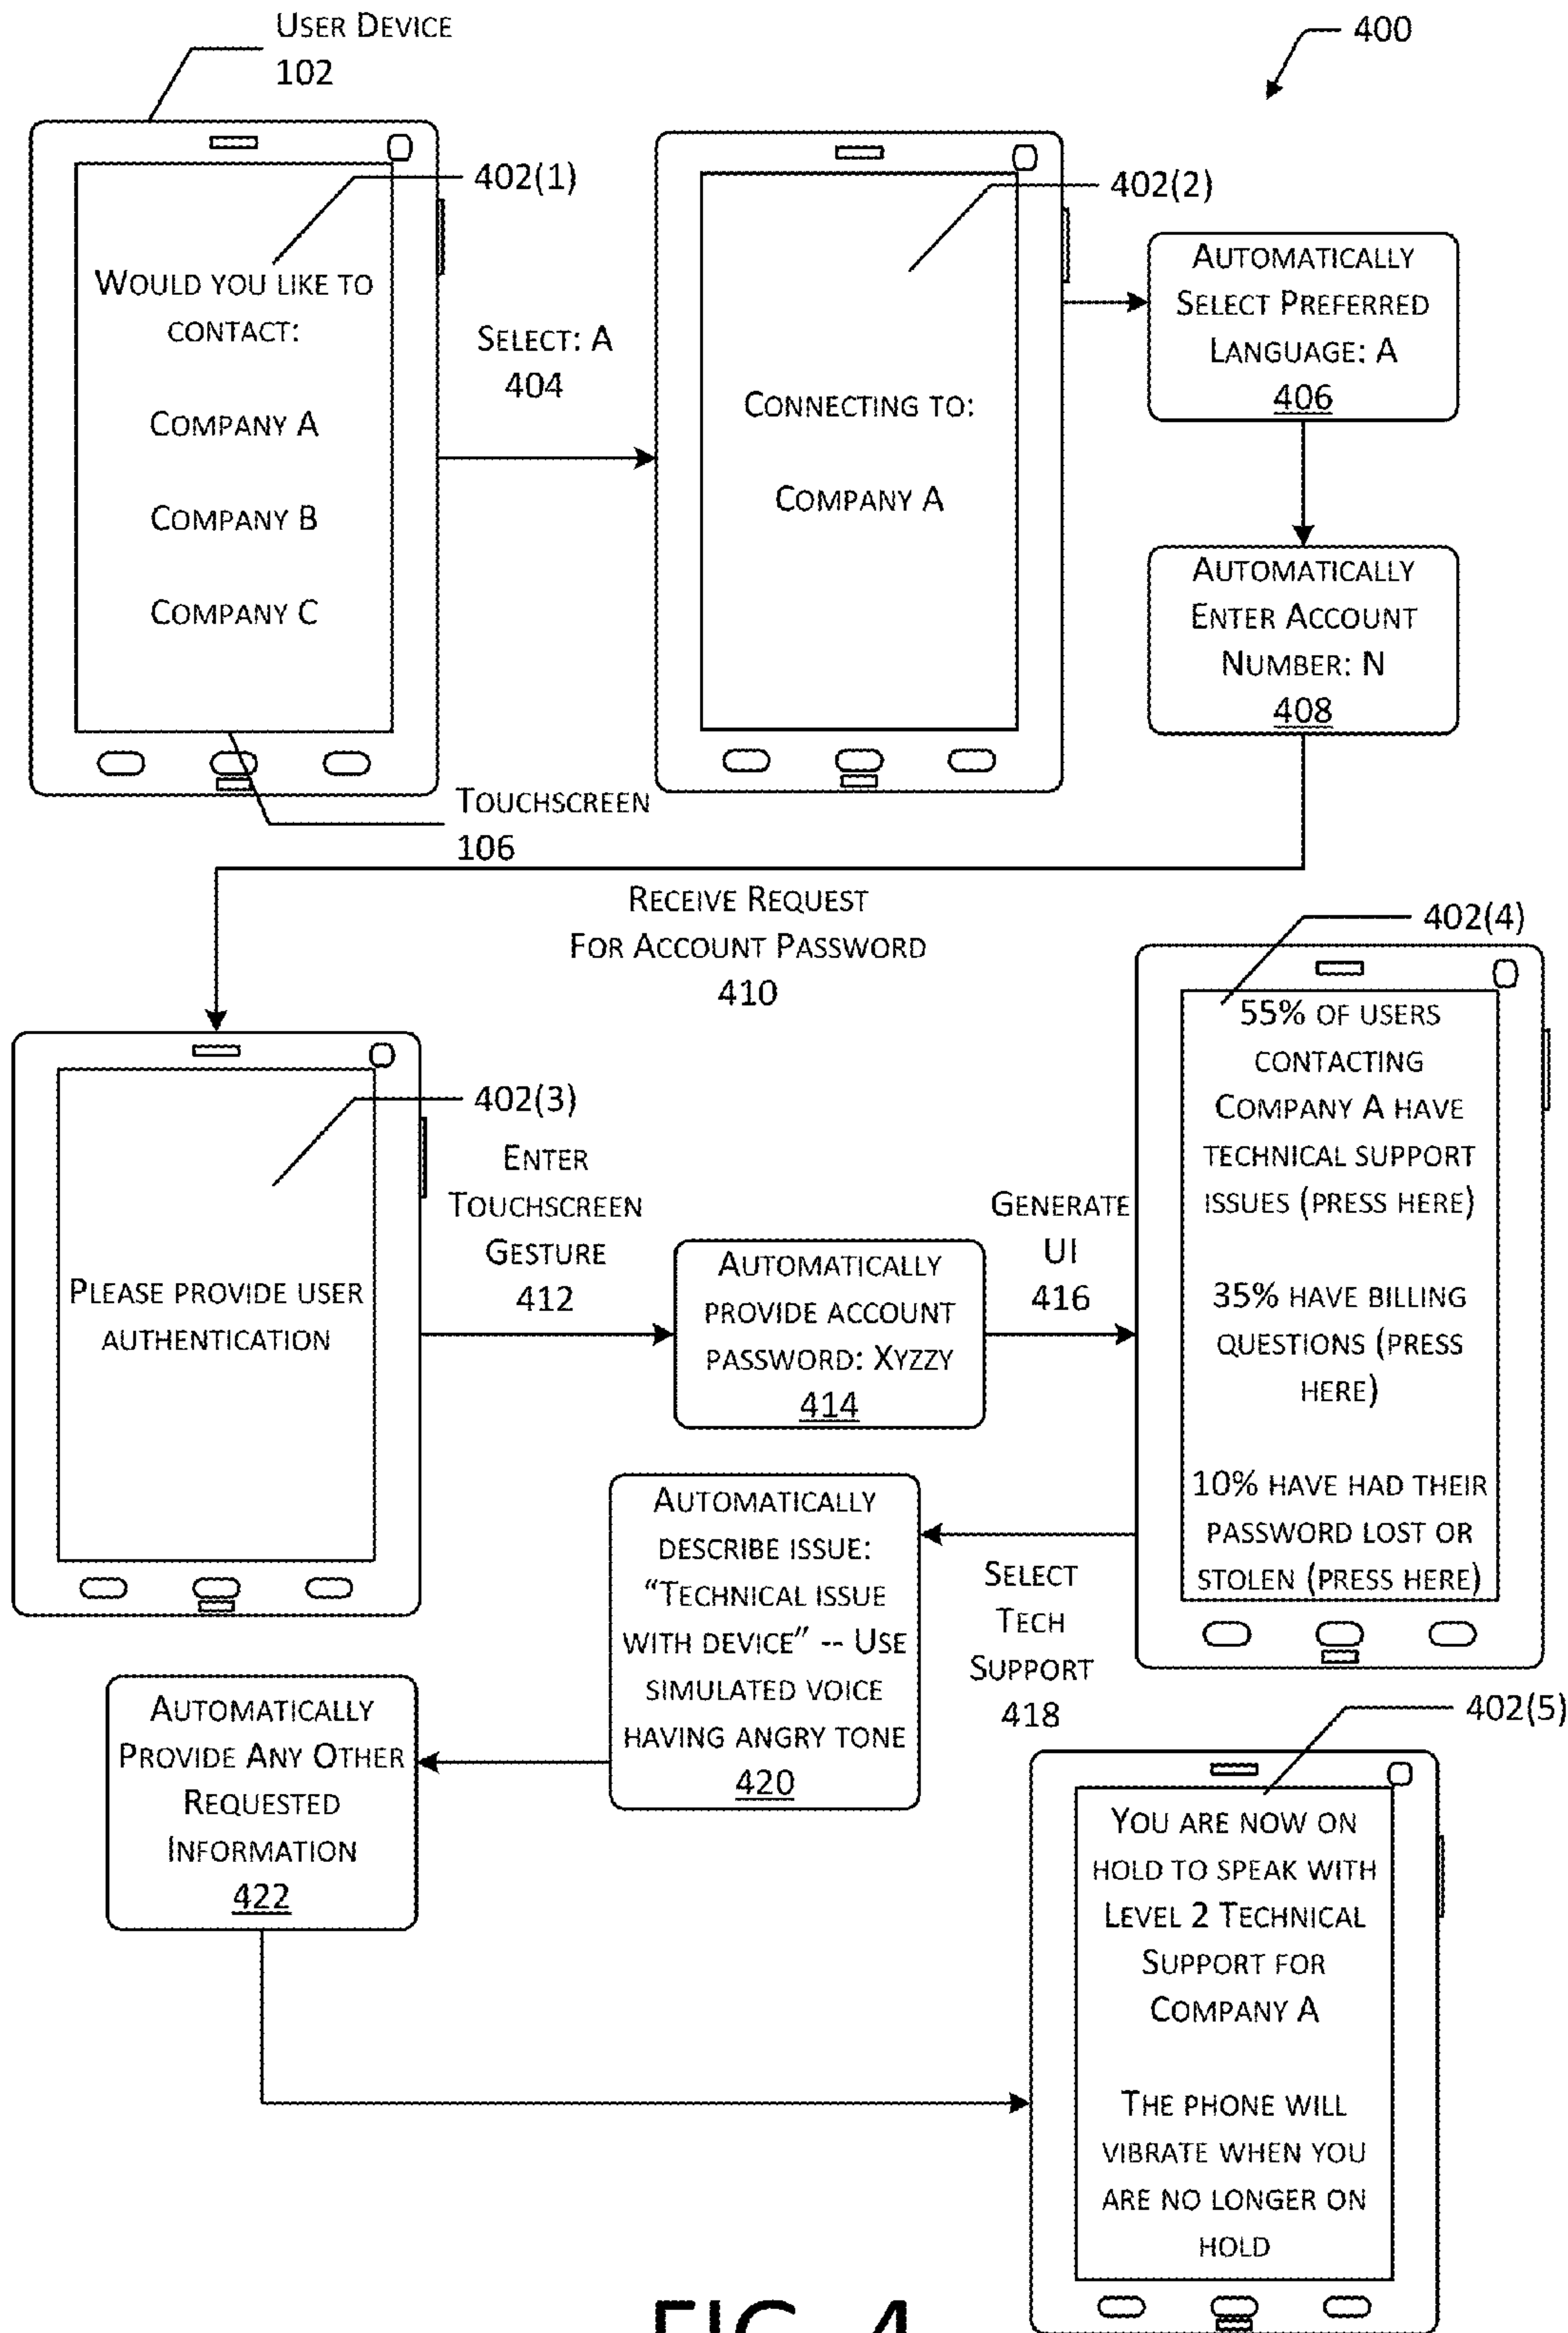 USER DEVICE
102
400
402(1)
WOULD YOU LIKE TO
CONTACT:
COMPANY A
COMPANY B
COMPANY C
SELECT: A
404
402(2)
CONNECTING TO:
COMPANY A
AUTOMATICALLY
SELECT PREFERRED
LANGUAGE: A
406
AUTOMATICALLY
ENTER ACCOUNT
NUMBER: N
408
TOUCHSCREEN
106
RECEIVE REQUEST
FOR ACCOUNT PASSWORD
410
402(3)
PLEASE PROVIDE USER
AUTHENTICATION
ENTER
TOUCHSCREEN
GESTURE
412
AUTOMATICALLY
PROVIDE ACCOUNT
PASSWORD: XYZZY
414
GENERATE
UI
416
402(4)
55% OF USERS
CONTACTING
COMPANY A HAVE
TECHNICAL SUPPORT
ISSUES (PRESS HERE)
35% HAVE BILLING
QUESTIONS (PRESS
HERE)
10% HAVE HAD THEIR
PASSWORD LOST OR
STOLEN (PRESS HERE)
SELECT
TECH
SUPPORT
418
AUTOMATICALLY
DESCRIBE ISSUE:
“TECHNICAL ISSUE
WITH DEVICE” -- USE
SIMULATED VOICE
HAVING ANGRY TONE
420
AUTOMATICALLY
PROVIDE ANY OTHER
REQUESTED
INFORMATION
422
402(5)
YOU ARE NOW ON
HOLD TO SPEAK WITH
LEVEL 2 TECHNICAL
SUPPORT FOR
COMPANY A
THE PHONE WILL
VIBRATE WHEN YOU
ARE NO LONGER ON
HOLD
FIG. 4